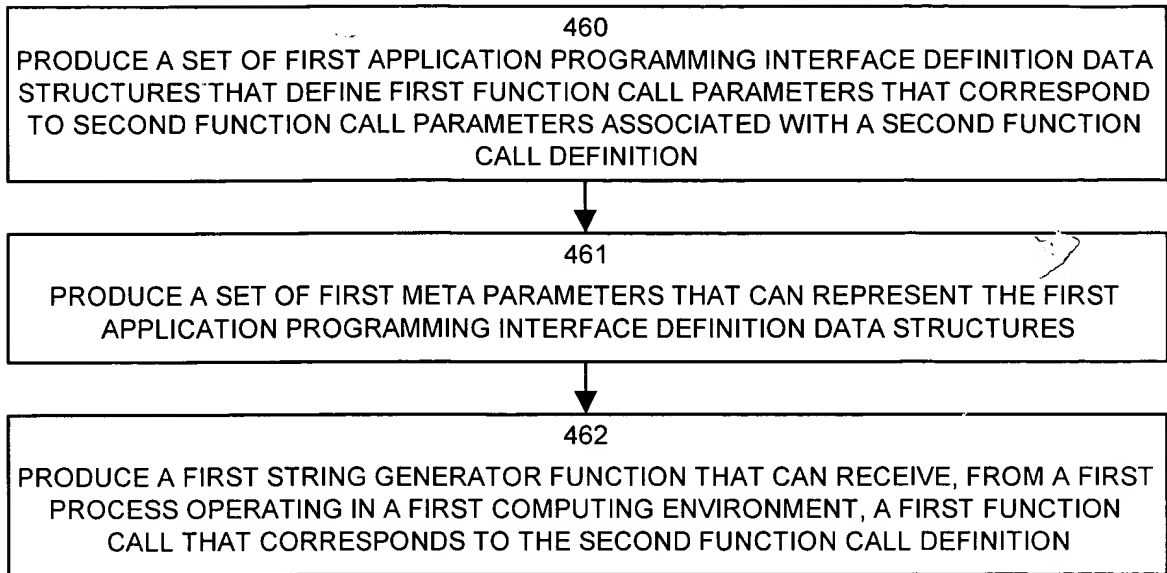 460
PRODUCE A SET OF FIRST APPLICATION PROGRAMMING INTERFACE DEFINITION DATA
STRUCTURES THAT DEFINE FIRST FUNCTION CALL PARAMETERS THAT CORRESPOND
TO SECOND FUNCTION CALL PARAMETERS ASSOCIATED WITH A SECOND FUNCTION
CALL DEFINITION
461
PRODUCE A SET OF FIRST META PARAMETERS THAT CAN REPRESENT THE FIRST
APPLICATION PROGRAMMING INTERFACE DEFINITION DATA STRUCTURES
462
PRODUCE A FIRST STRING GENERATOR FUNCTION THAT CAN RECEIVE, FROM A FIRST
PROCESS OPERATING IN A FIRST COMPUTING ENVIRONMENT, A FIRST FUNCTION
CALL THAT CORRESPONDS TO THE SECOND FUNCTION CALL DEFINITION